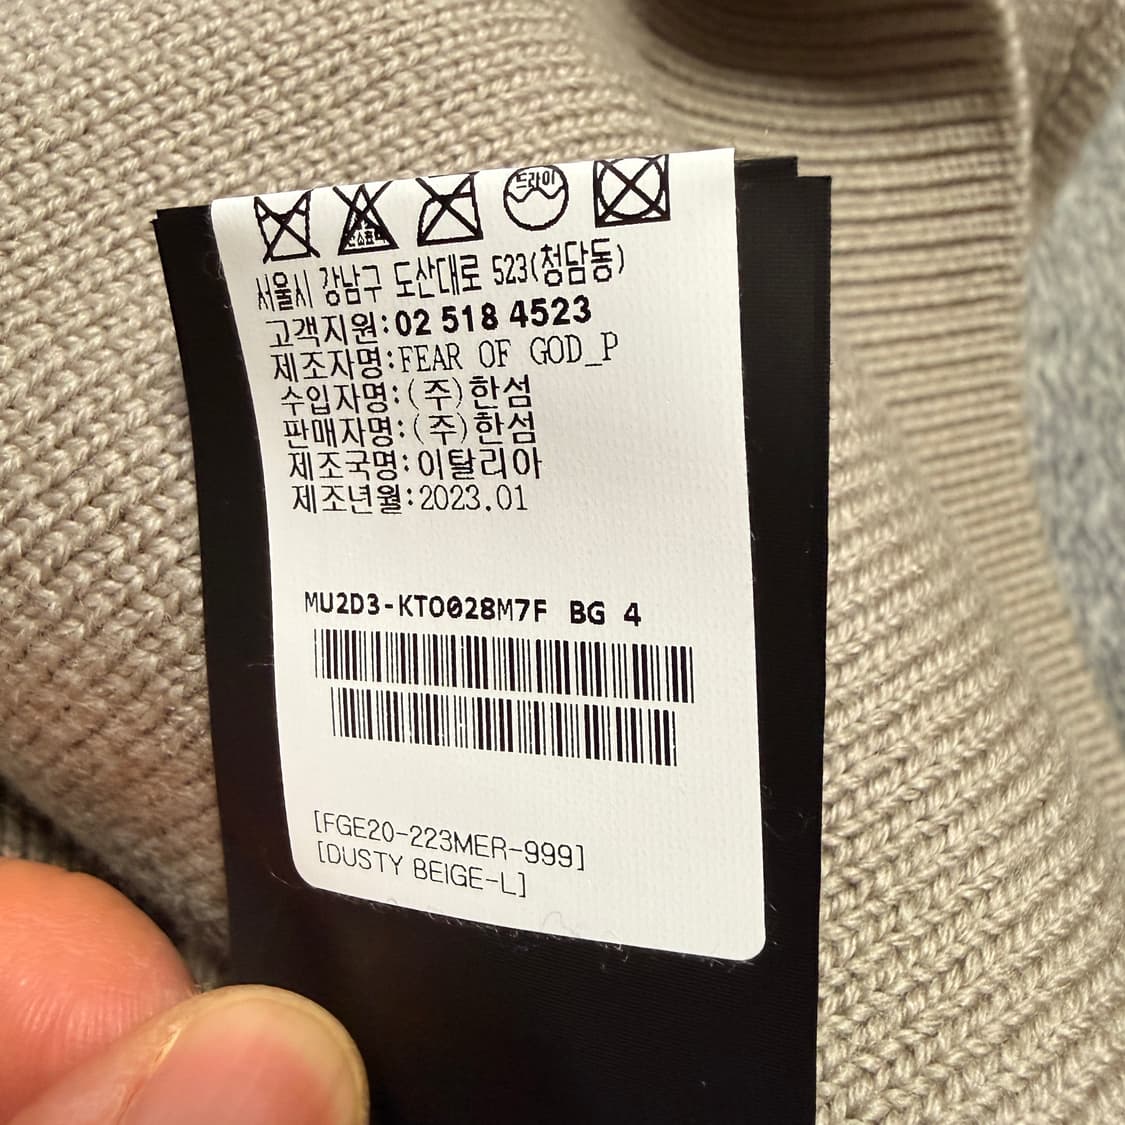 드라이
서울시 강남구 도산대로 523(청담동)
고객지원:02 518 4523
제조자명:FEAR OF GOD_P
수입자명:(주)한섬
판매자명:(주)한섬
제조국명:이탈리아
제조년월:2023.01
MU2D3-KTO028M7F BG 4
[FGE20-223MER-999]
[DUSTY BEIGE-L]